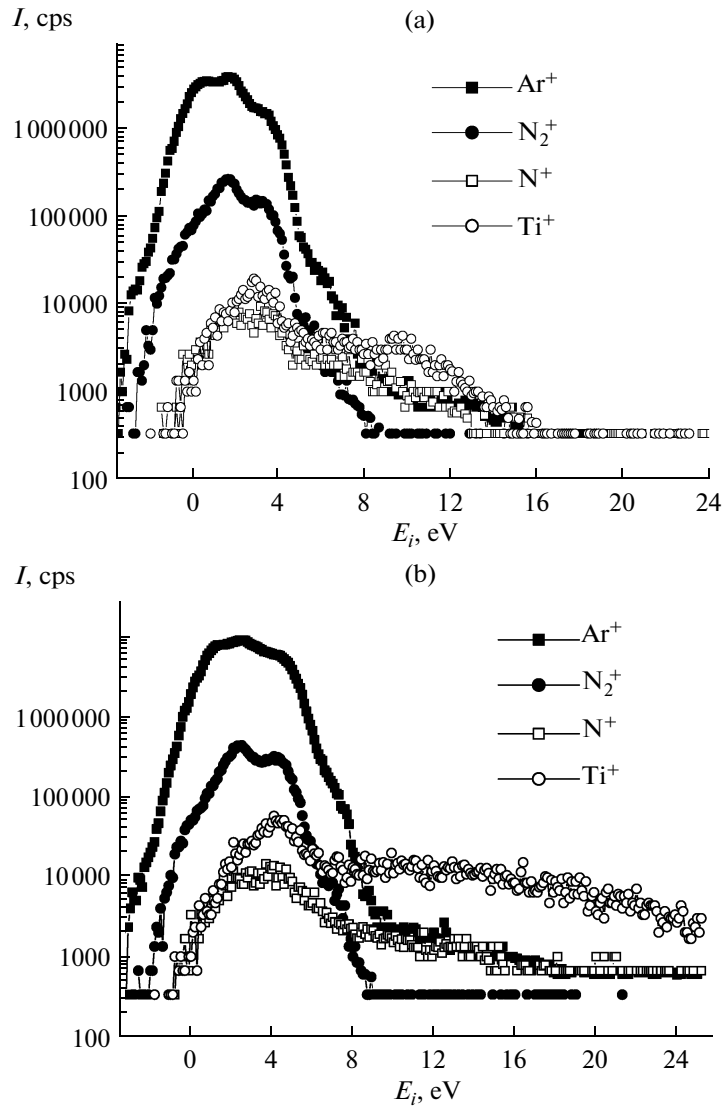 I, cps
(a)
Ar⁺
N₂⁺
N⁺
Ti⁺
1000000
100000
10000
1000
100
0 4 8 12 16 20 24
Eᵢ, eV
I, cps
(b)
Ar⁺
N₂⁺
N⁺
Ti⁺
1000000
100000
10000
1000
100
0 4 8 12 16 20 24
Eᵢ, eV